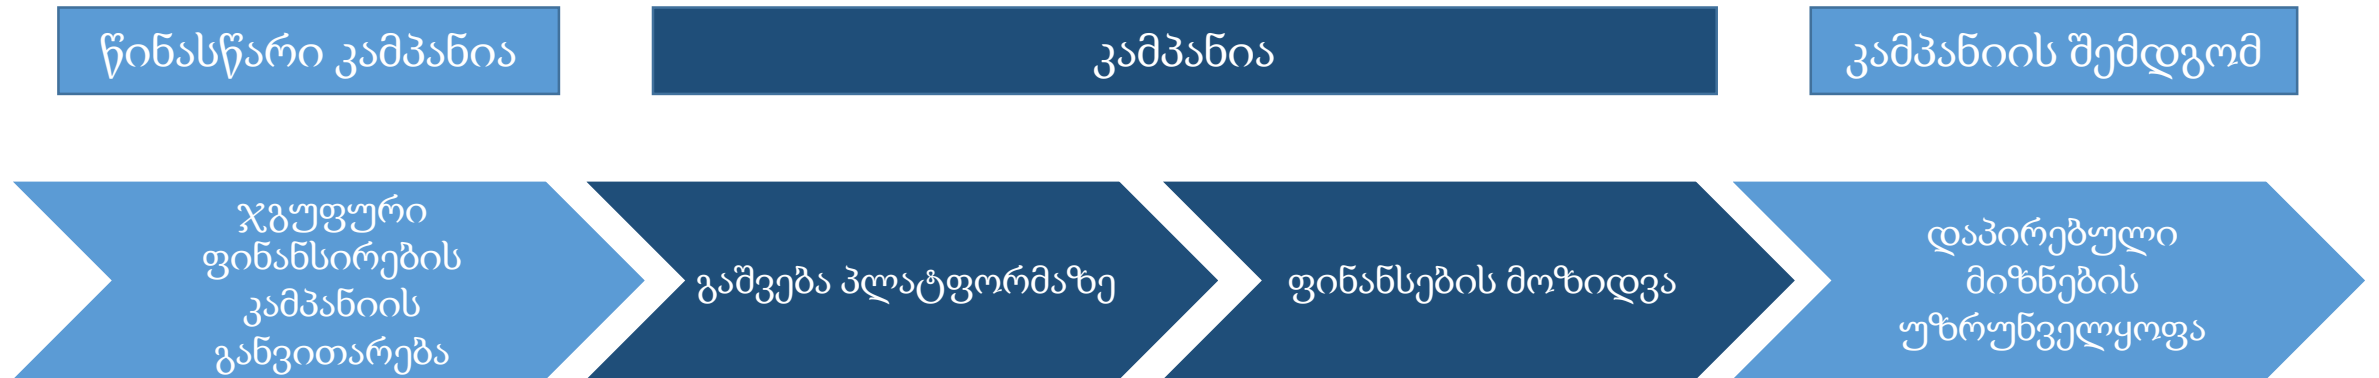 წინასწარი კამპანია
კამპანია
კამპანიის შემდგომ
ჯგუფური
ფინანსირების
კამპანიის
განვითარება
გაშვება პლატფორმაზე
ფინანსების მოზიდვა
დაპირებული
მიზნების
უზრუნველყოფა